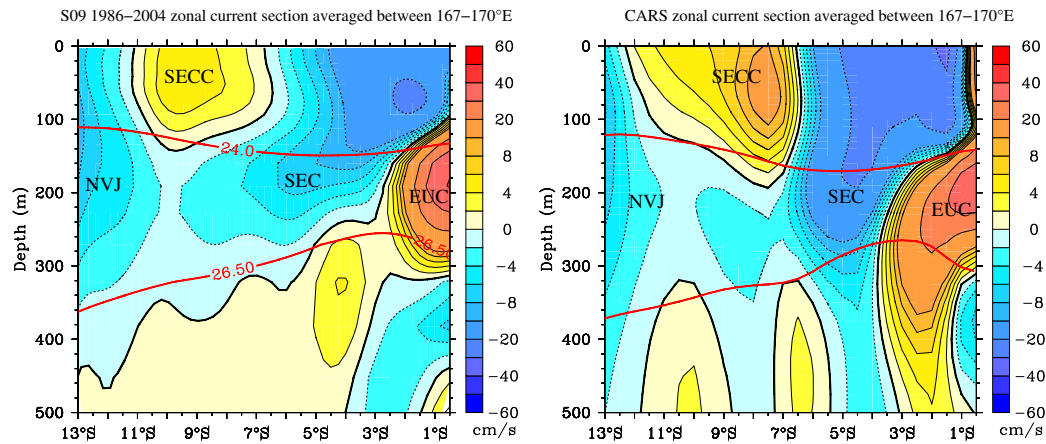 S09 1986−2004 zonal current section averaged between 167−170°E
0
100
200
300
400
500
Depth (m)
SECC
NVJ
SEC
EUC
24.0
26.50
26.50
13°S
11°S
9°S
7°S
5°S
3°S
1°S
60
40
20
8
4
0
−4
−8
−20
−40
−60
cm/s
CARS zonal current section averaged between 167−170°E
0
100
200
300
400
500
Depth (m)
SECC
NVJ
SEC
EUC
13°S
11°S
9°S
7°S
5°S
3°S
1°S
60
40
20
8
4
0
−4
−8
−20
−40
−60
cm/s